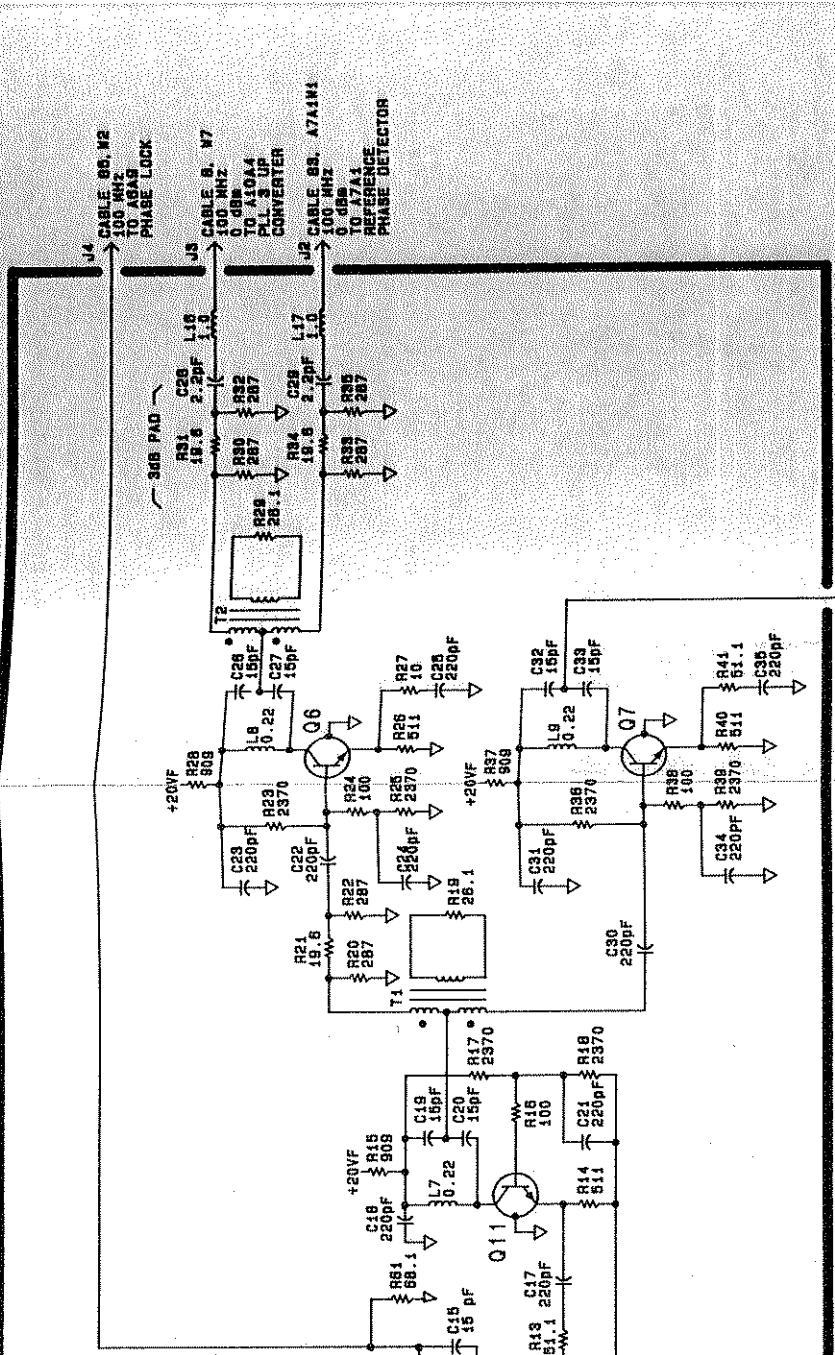 J4
CABLE 85, W2
100 MHz
TO A6A9
PHASE LOCK
J3
CABLE 8, W7
100 MHz
0 dBm
TO A10A4
PLL 3 UP
CONVERTER
J2
CABLE 83, A7A1W1
100 MHz
0 dBm
TO A7A1
REFERENCE
PHASE DETECTOR
L16
1.0
L17
1.0
3dB PAD
C28
2.2pF
R31
19.6
R32
287
R30
287
C29
2.2pF
R34
19.6
R35
287
R33
287
R29
26.1
T2
C26
15pF
C27
15pF
R28
909
+20VF
L8
0.22
Q6
R27
10
C25
220pF
R26
511
R23
2370
R24
100
R25
2370
C23
220pF
C22
220pF
C24
220pF
R21
19.6
R22
287
R20
287
R19
26.1
T1
C32
15pF
C33
15pF
R37
909
+20VF
L9
0.22
Q7
R41
51.1
C35
220pF
R40
511
R36
2370
R38
100
R39
2370
C31
220pF
C34
220pF
C30
220pF
R17
2370
C19
15pF
C20
15pF
R16
100
C21
220pF
R18
2370
+20VF
R15
909
L7
0.22
C18
220pF
Q11
R14
511
C17
220pF
R61
68.1
C15
15 pF
R13
51.1